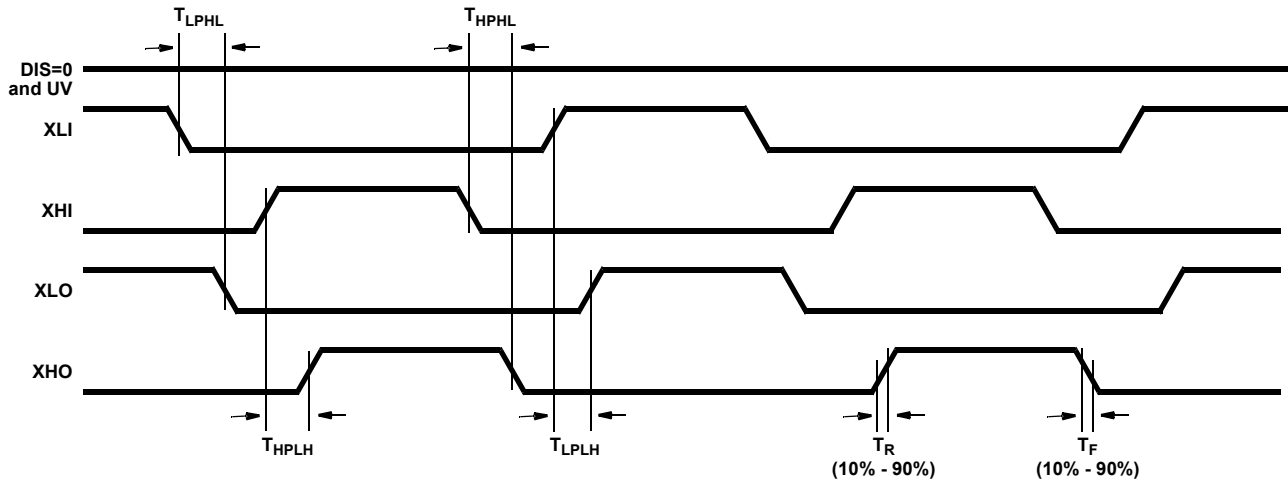 TLPHL
THPHL
DIS=0
and UV
XLI
XHI
XLO
XHO
THPLH
TLPLH
TR
(10% - 90%)
TF
(10% - 90%)